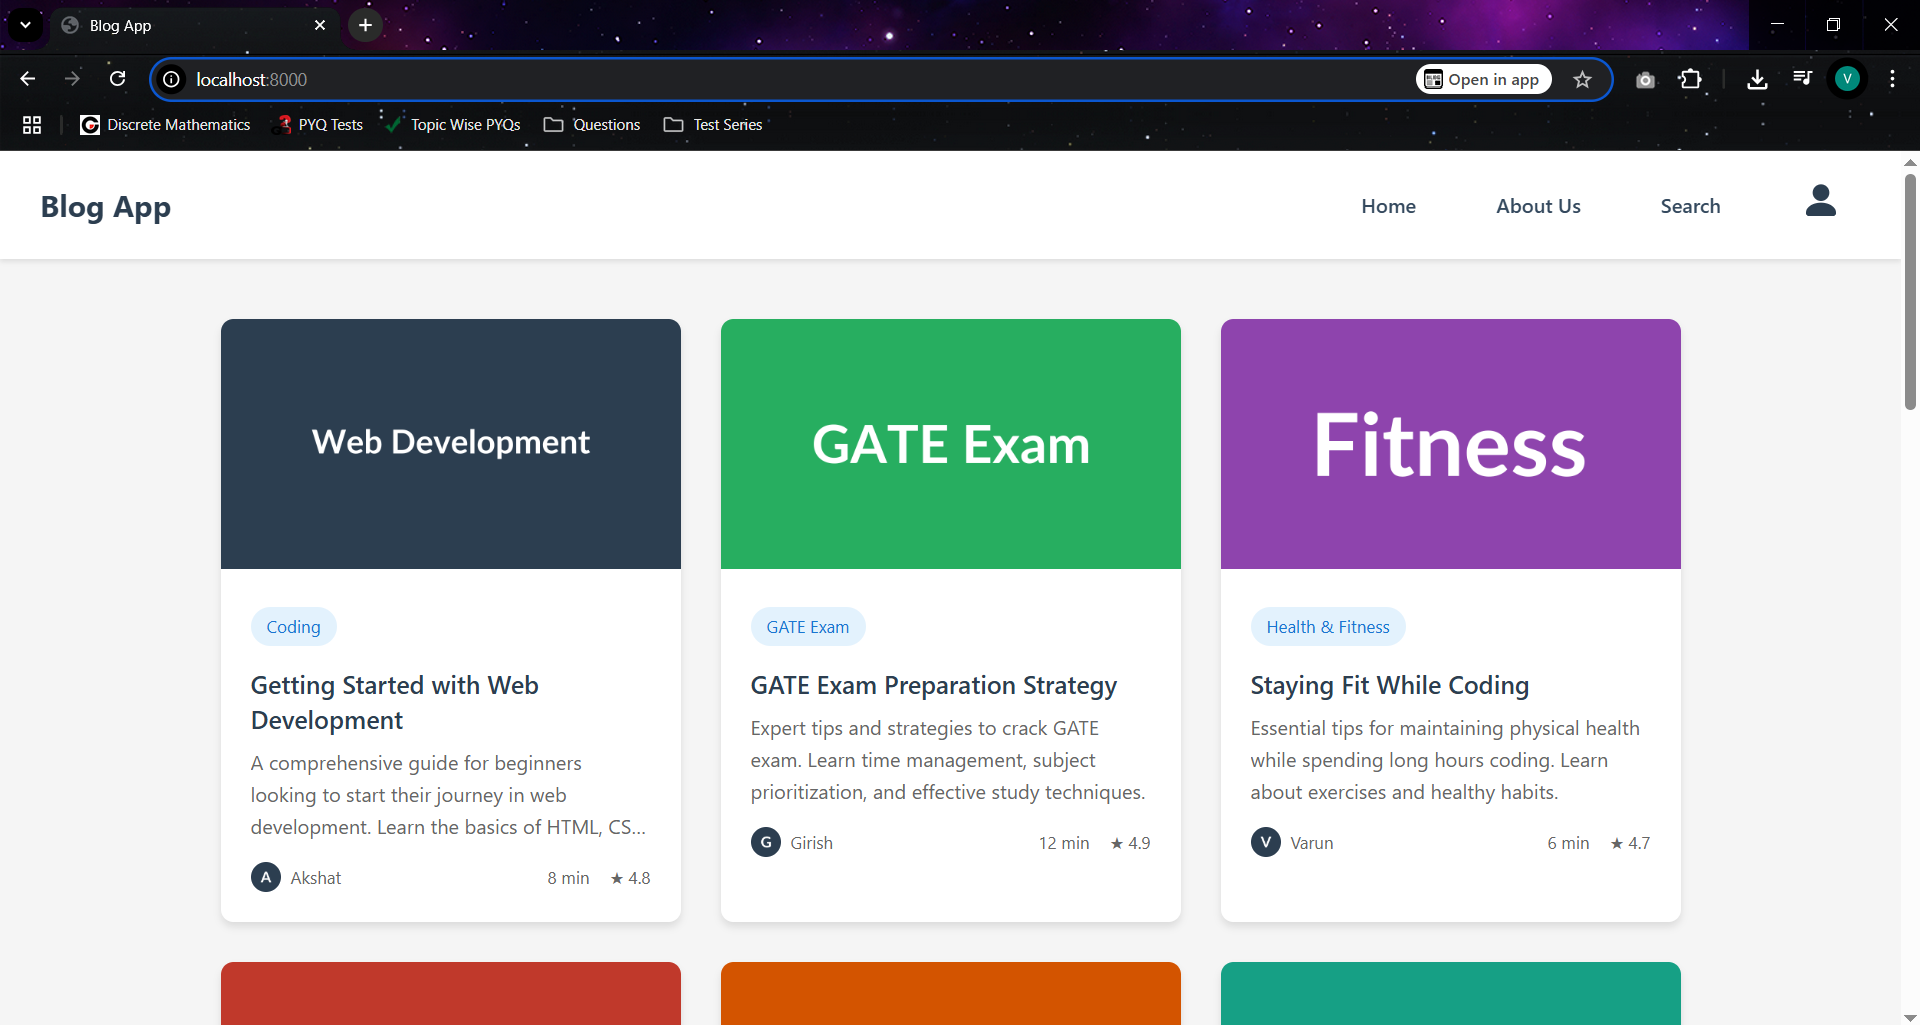 Blog App
localhost:8000
Open in app
V
Discrete Mathematics
PYQ Tests
Topic Wise PYQs
Questions
Test Series
Blog App
Home
About Us
Search
Web Development
Coding
Getting Started with Web
Development
A comprehensive guide for beginners
looking to start their journey in web
development. Learn the basics of HTML, CS...
A Akshat 8 min ★ 4.8
GATE Exam
GATE Exam
GATE Exam Preparation Strategy
Expert tips and strategies to crack GATE
exam. Learn time management, subject
prioritization, and effective study techniques.
G Girish 12 min ★ 4.9
Fitness
Health & Fitness
Staying Fit While Coding
Essential tips for maintaining physical health
while spending long hours coding. Learn
about exercises and healthy habits.
V Varun 6 min ★ 4.7